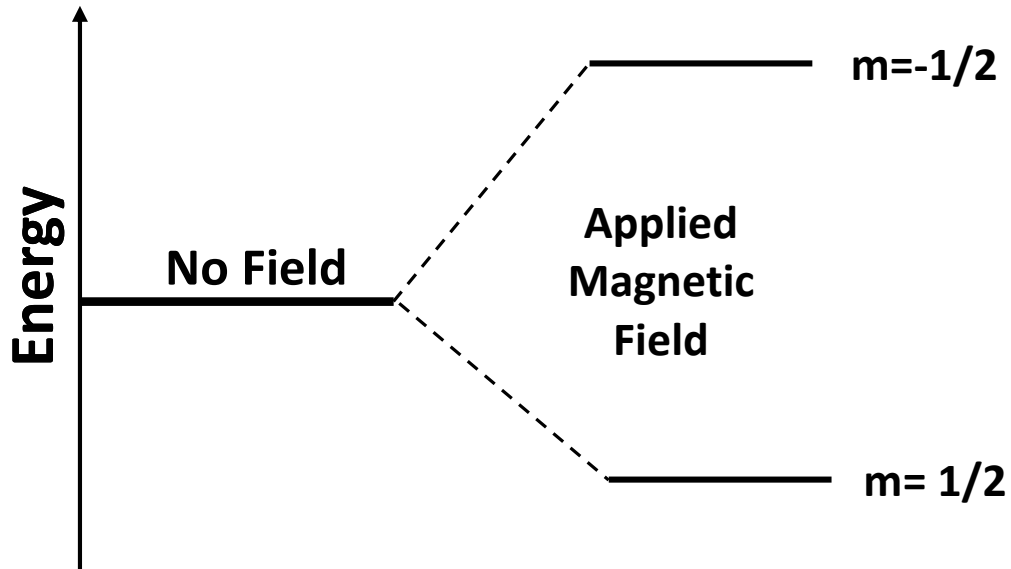 Energy
No Field
m=-1/2
Applied
Magnetic
Field
m= 1/2